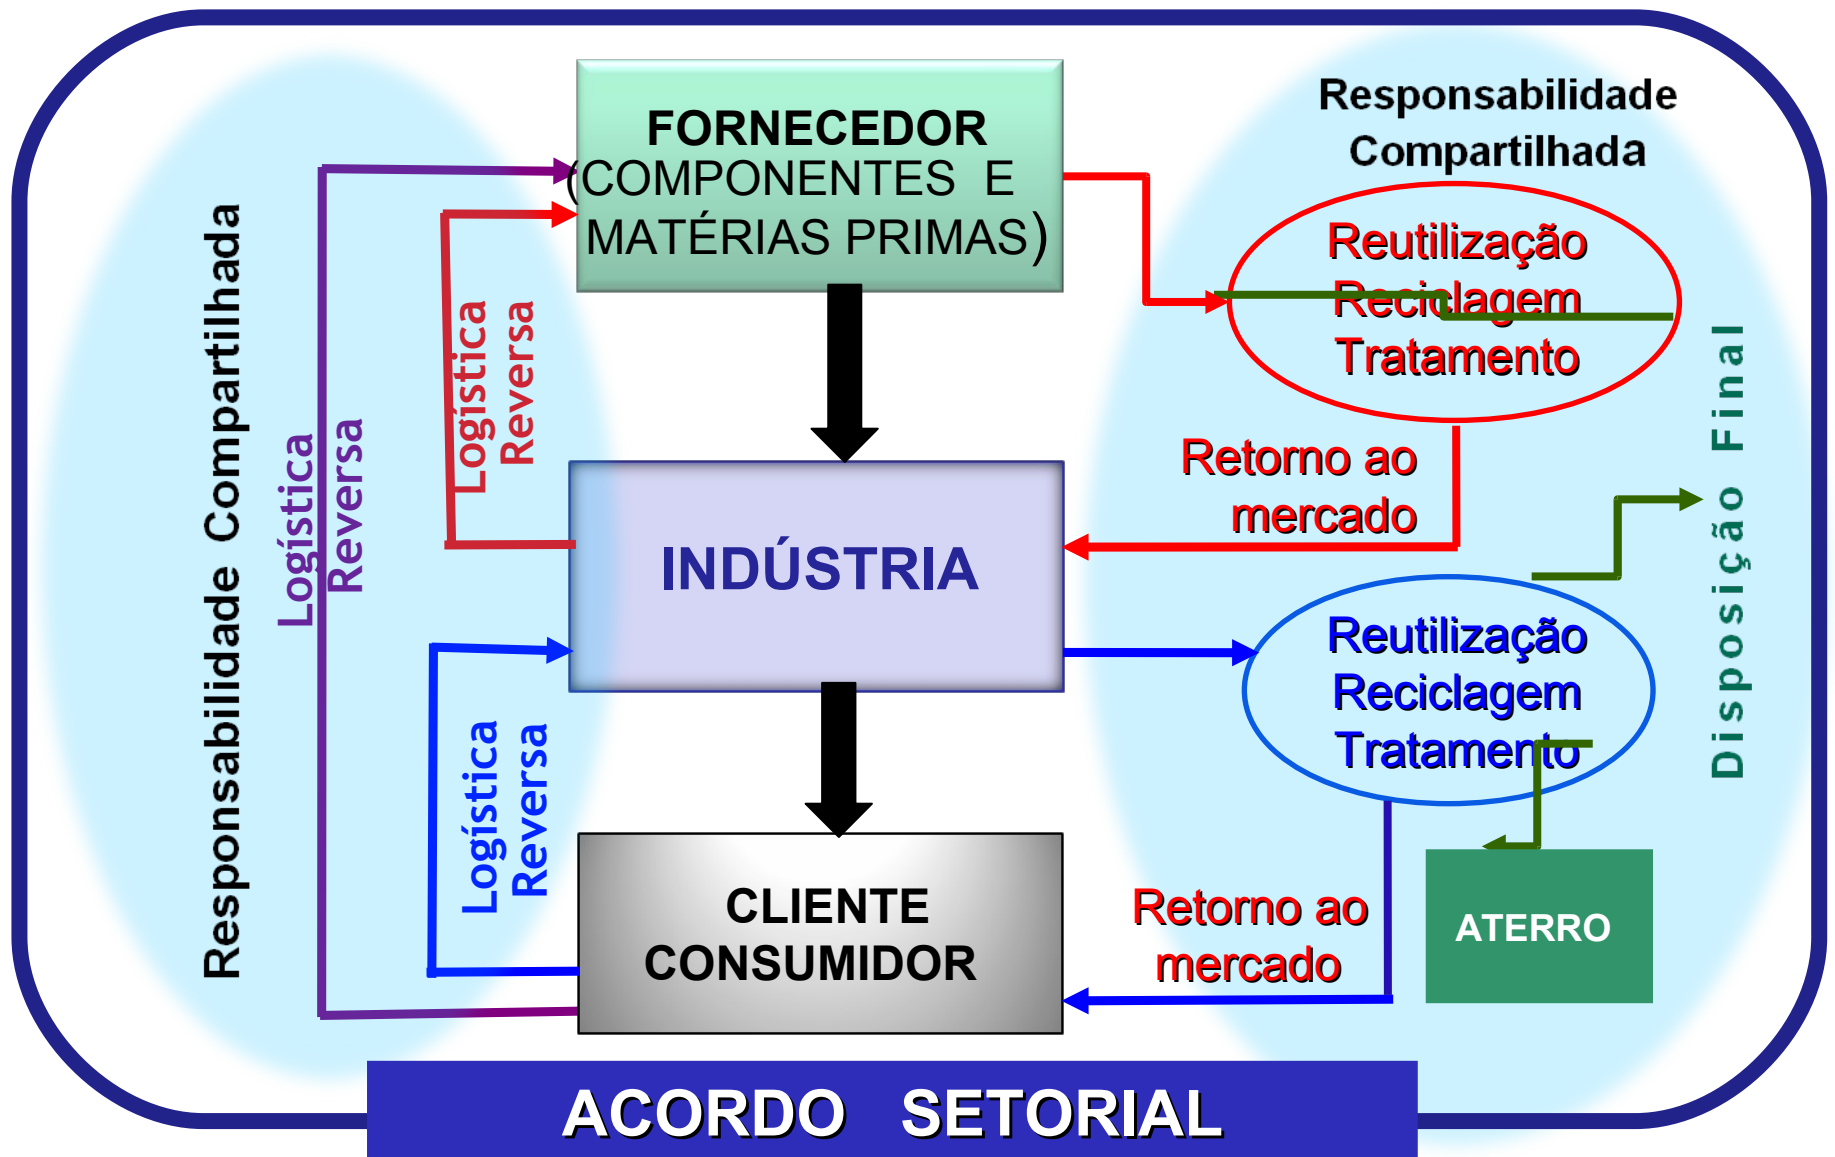 Responsabilidade Compartilhada
Logística
Reversa
Logística
Reversa
Logística
Reversa
FORNECEDOR
(COMPONENTES E
MATÉRIAS PRIMAS)
INDÚSTRIA
CLIENTE
CONSUMIDOR
Responsabilidade
Compartilhada
Reutilização
Reciclagem
Tratamento
Retorno ao
mercado
Reutilização
Reciclagem
Tratamento
Retorno ao
mercado
Disposição Final
ATERRO
ACORDO SETORIAL